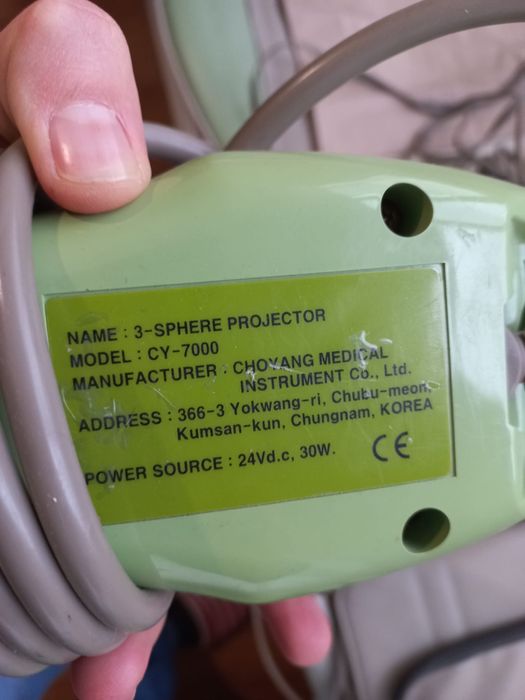 NAME : 3-SPHERE PROJECTOR
MODEL : CY-7000
MANUFACTURER : CHOYANG MEDICAL
INSTRUMENT Co., Ltd.
ADDRESS : 366-3 Yokwang-ri, Chubu-meon,
Kumsan-kun, Chungnam, KOREA
POWER SOURCE : 24Vd.c, 30W. CE